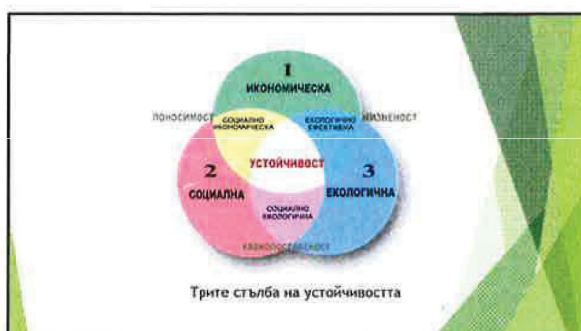 1
ИКОНОМИЧЕСКА
ПОНОСИМОСТ
СОЦИАЛНО
ИКОНОМИЧЕСКА
ЕКОЛОГИЧНО
ЕФЕКТИВНА
УСТОЙЧИВОСТ
2
СОЦИАЛНА
3
ЕКОЛОГИЧНА
СОЦИАЛНО
ЕКОЛОГИЧНА
Трите стълба на устойчивостта